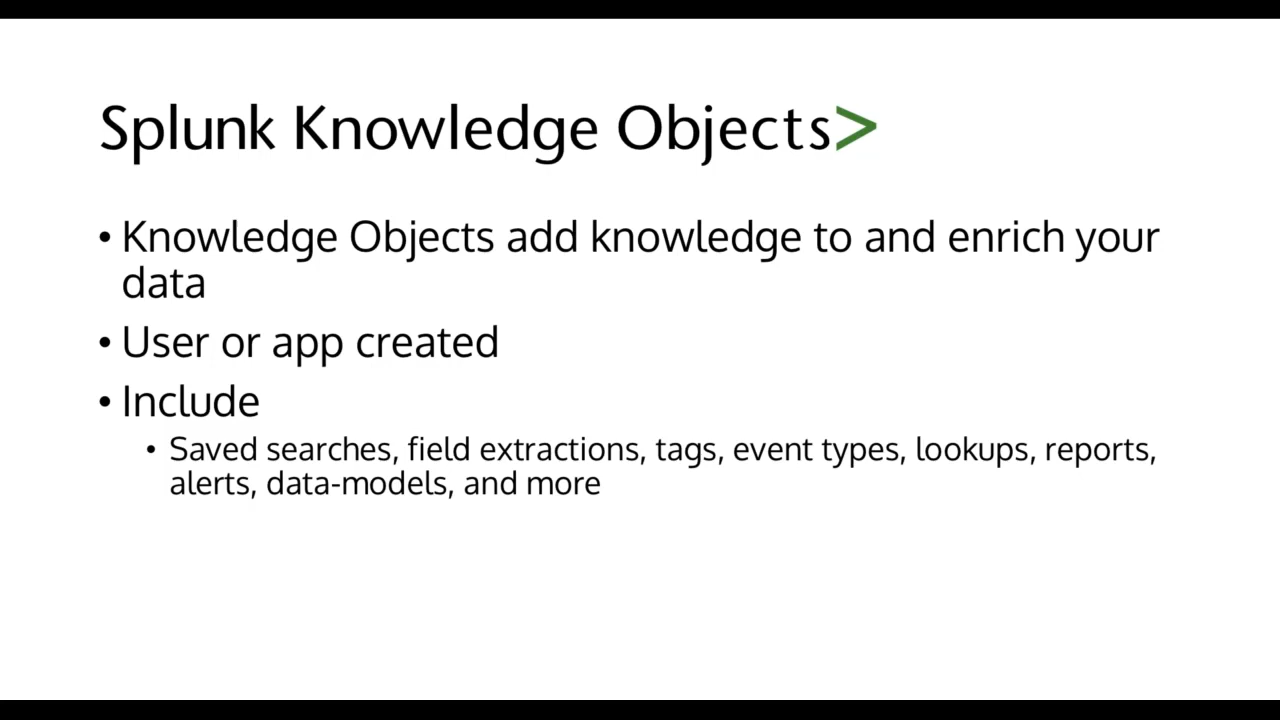 Splunk Knowledge Objects>
• Knowledge Objects add knowledge to and enrich your
data
• User or app created
• Include
• Saved searches, field extractions, tags, event types, lookups, reports,
alerts, data-models, and more